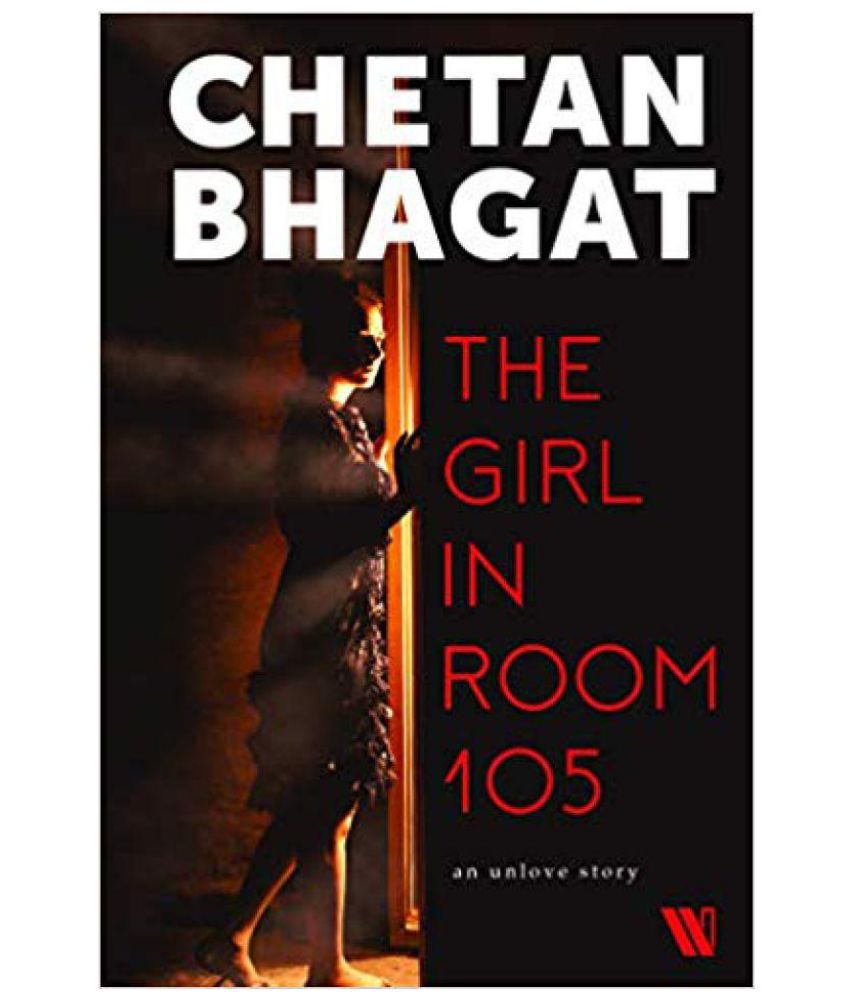 CHETAN
BHAGAT
THE
GIRL
IN
ROOM
105
an unlove story
W